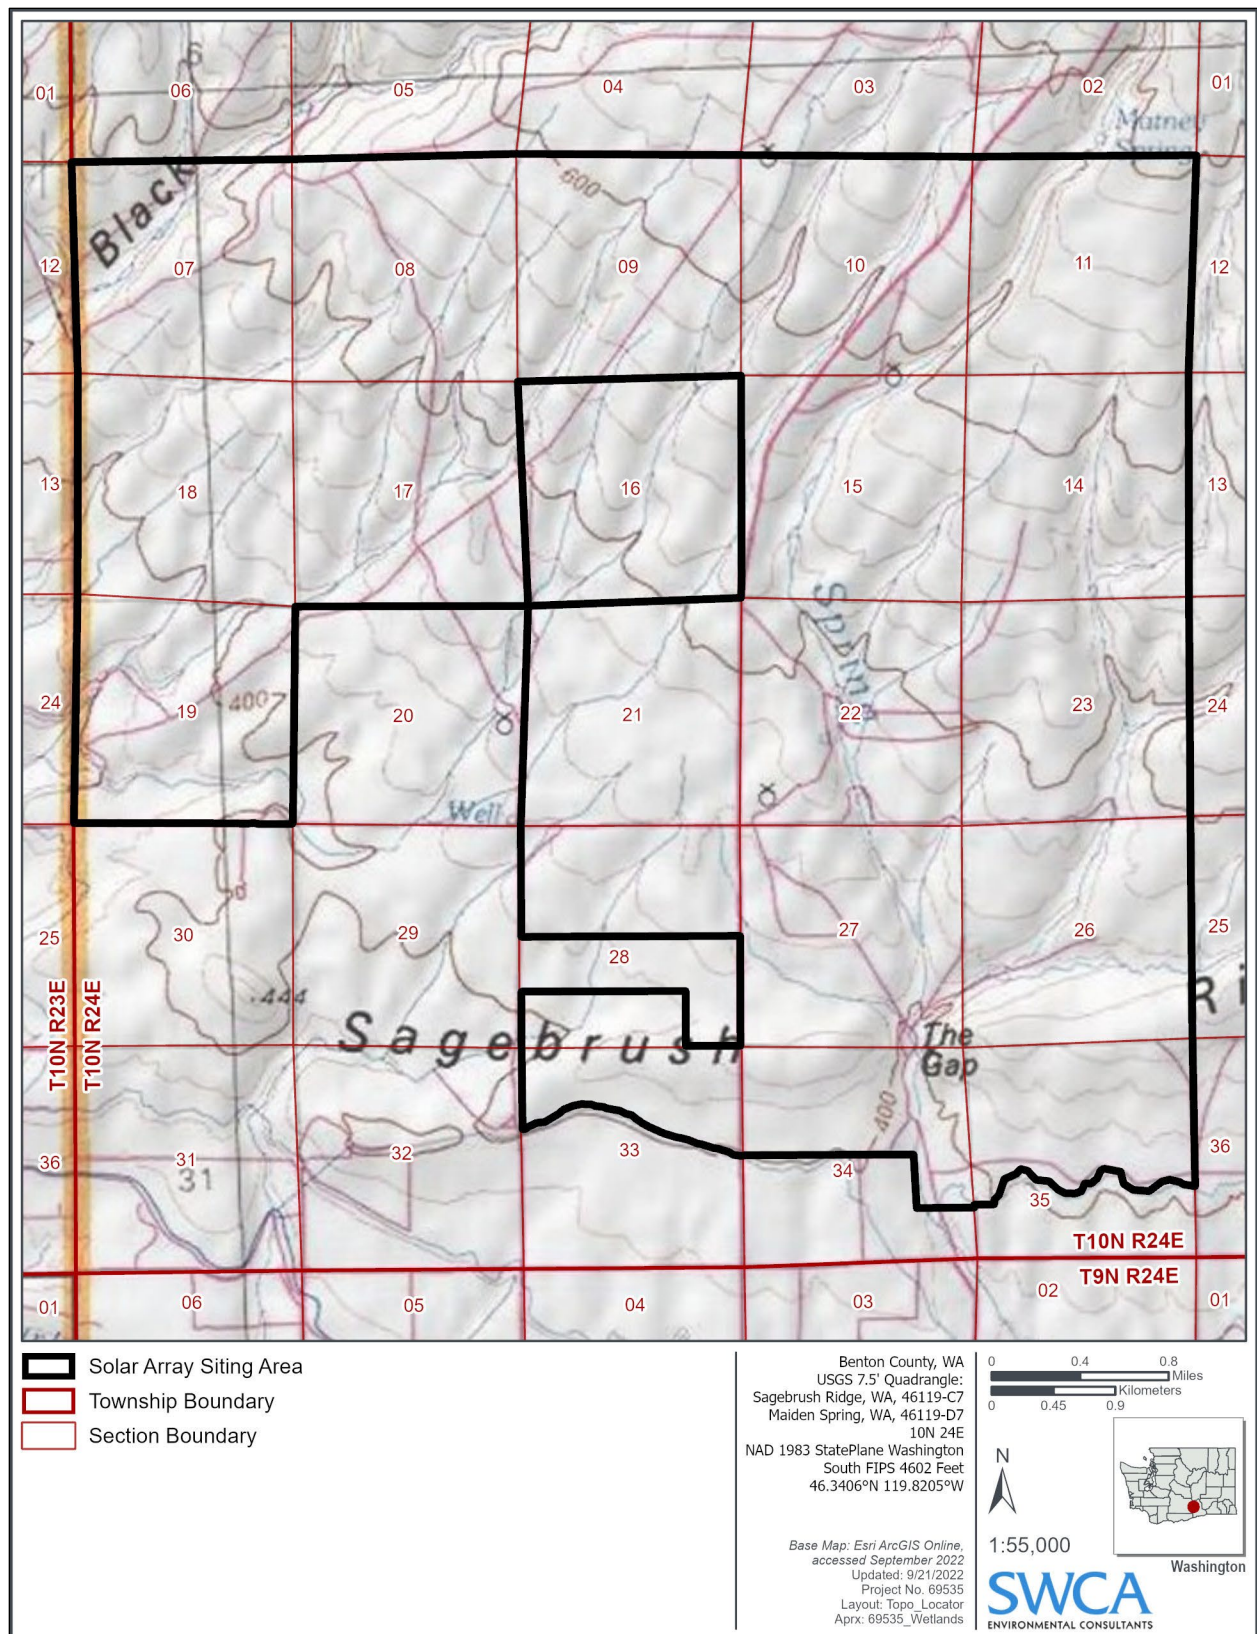 6
01
06
05
04
03
02
01
Matney
Spring
Black
600
12
07
08
09
10
11
12
13
18
17
16
15
14
13
Spring
24
19
400
20
21
22
23
24
Well
25
30
29
28
27
26
25
444
Sagebrush
Ri
T10N R23E
T10N R24E
The
Gap
400
36
31
31
32
33
34
35
36
T10N R24E
T9N R24E
01
06
05
04
03
02
01
Solar Array Siting Area
Township Boundary
Section Boundary
Benton County, WA
USGS 7.5' Quadrangle:
Sagebrush Ridge, WA, 46119-C7
Maiden Spring, WA, 46119-D7
10N 24E
NAD 1983 StatePlane Washington
South FIPS 4602 Feet
46.3406°N 119.8205°W
Base Map: Esri ArcGIS Online,
accessed September 2022
Updated: 9/21/2022
Project No. 69535
Layout: Topo_Locator
Aprx: 69535_Wetlands
0 0.4 0.8
Miles
Kilometers
0 0.45 0.9
N
1:55,000
Washington
SWCA
ENVIRONMENTAL CONSULTANTS